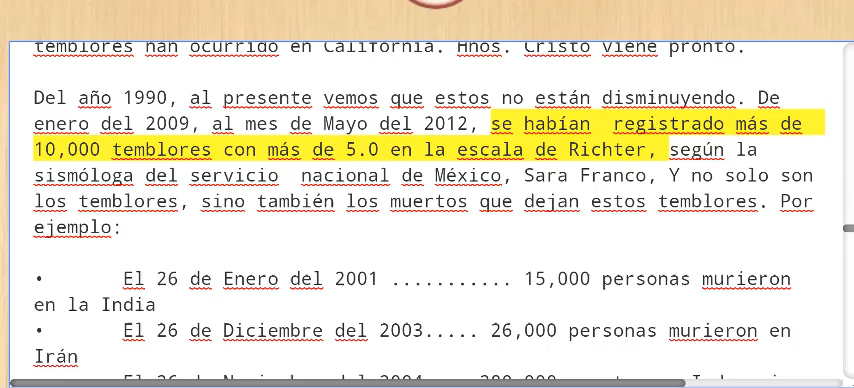 temblores han ocurrido en California. Hnos. Cristo viene pronto.
Del año 1990, al presente vemos que estos no están disminuyendo. De
enero del 2009, al mes de Mayo del 2012, se habían  registrado más de
10,000 temblores con más de 5.0 en la escala de Richter, según la
sismóloga del servicio  nacional de México, Sara Franco, Y no solo son
los temblores, sino también los muertos que dejan estos temblores. Por
ejemplo:
• El 26 de Enero del 2001 ........... 15,000 personas murieron
en la India
• El 26 de Diciembre del 2003..... 26,000 personas murieron en
Irán